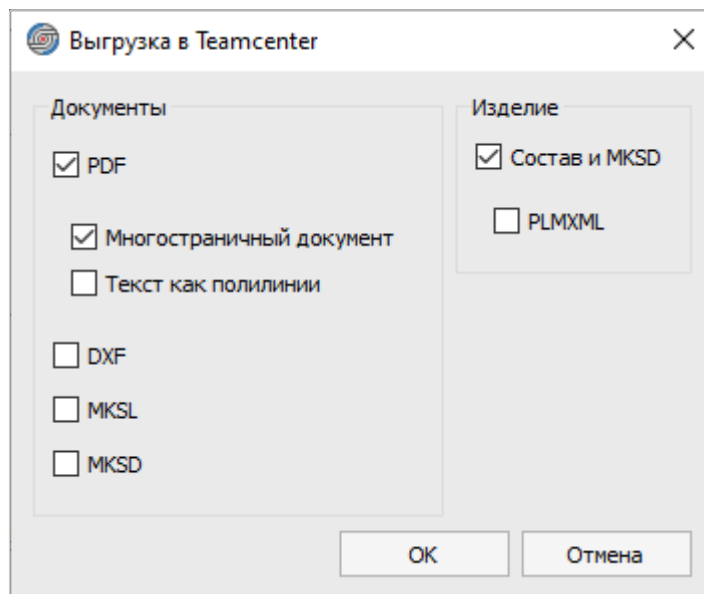 Выгрузка в Teamcenter
Документы
PDF
Многостраничный документ
Текст как полилинии
DXF
MKSL
MKSD
Изделие
Состав и MKSD
PLMXML
OK
Отмена